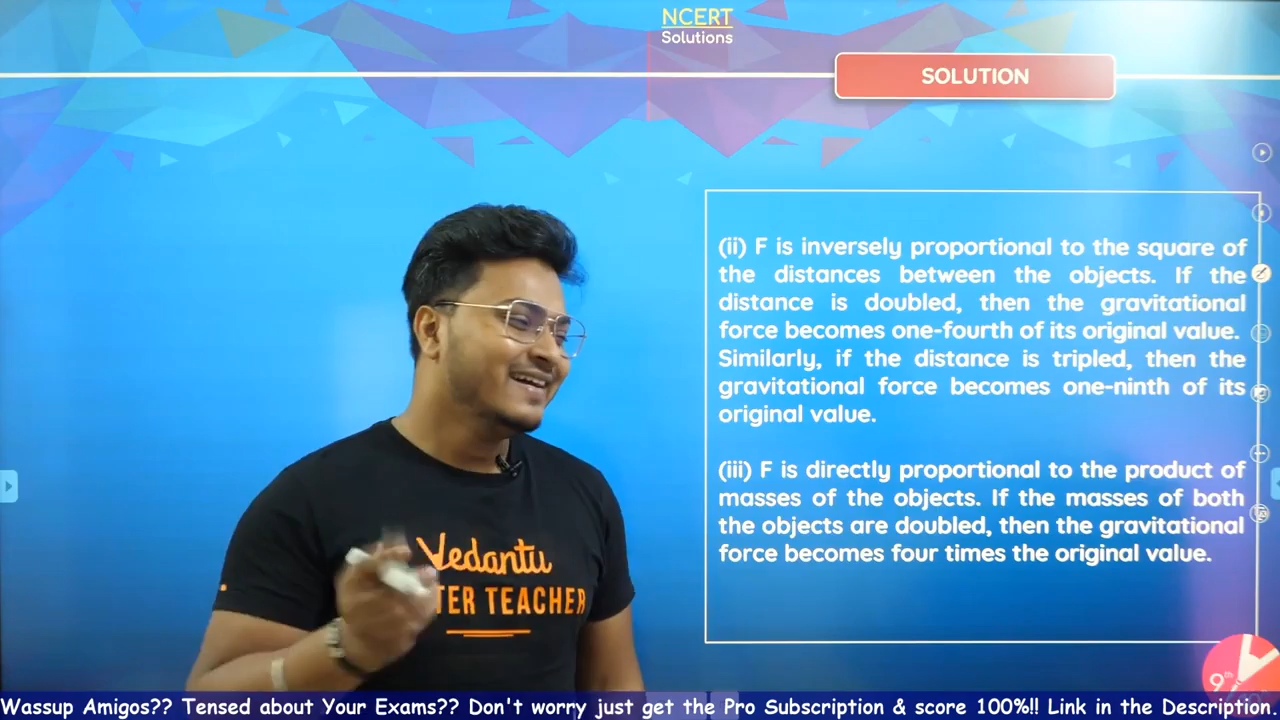 NCERT
Solutions
SOLUTION
(ii) F is inversely proportional to the square of
the distances between the objects. If the
distance is doubled, then the gravitational
force becomes one-fourth of its original value.
Similarly, if the distance is tripled, then the
gravitational force becomes one-ninth of its
original value.
(iii) F is directly proportional to the product of
masses of the objects. If the masses of both
the objects are doubled, then the gravitational
force becomes four times the original value.
Vedantu
TER TEACHER
9th
Wassup Amigos?? Tensed about Your Exams?? Don't worry just get the Pro Subscription & score 100%!! Link in the Description.